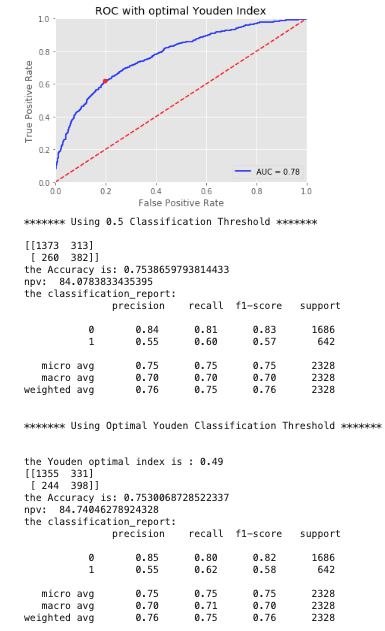 ROC with optimal Youden Index
1.0
0.8
0.6
0.4
0.2
0.0
True Positive Rate
AUC = 0.78
0.0 0.2 0.4 0.6 0.8 1.0
False Positive Rate
******* Using 0.5 Classification Threshold *******
[[1373 313]
[ 260 382]]
the Accuracy is: 0.7538659793814433
npv: 84.0783833435395
the classification_report:
precision recall f1-score support
0 0.84 0.81 0.83 1686
1 0.55 0.60 0.57 642
micro avg 0.75 0.75 0.75 2328
macro avg 0.70 0.70 0.70 2328
weighted avg 0.76 0.75 0.76 2328
******* Using Optimal Youden Classification Threshold *******
the Youden optimal index is : 0.49
[[1355 331]
[ 244 398]]
the Accuracy is: 0.7530068728522337
npv: 84.74046278924328
the classification_report:
precision recall f1-score support
0 0.85 0.80 0.82 1686
1 0.55 0.62 0.58 642
micro avg 0.75 0.75 0.75 2328
macro avg 0.70 0.71 0.70 2328
weighted avg 0.76 0.75 0.76 2328